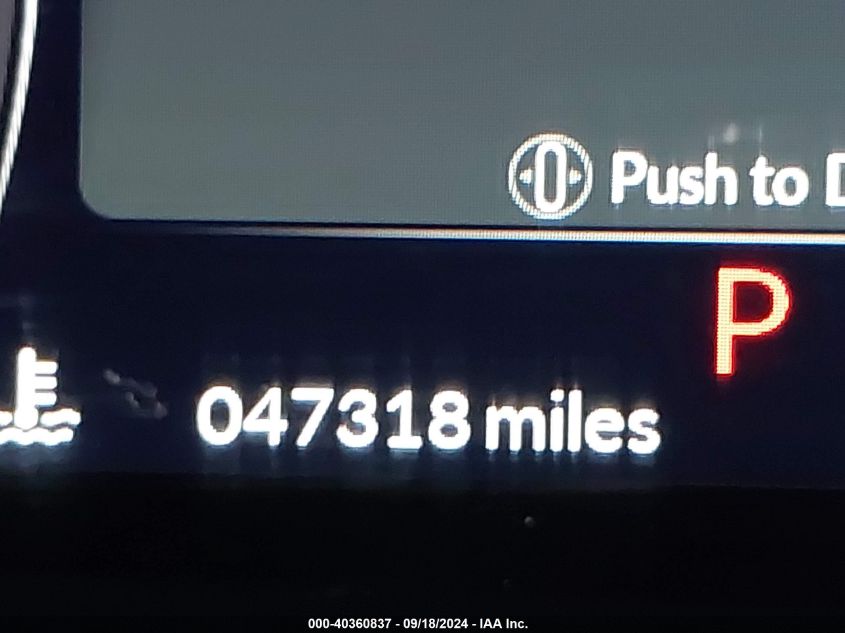 Push to D
P
047318 miles
000-40360837 - 09/18/2024 - IAA Inc.